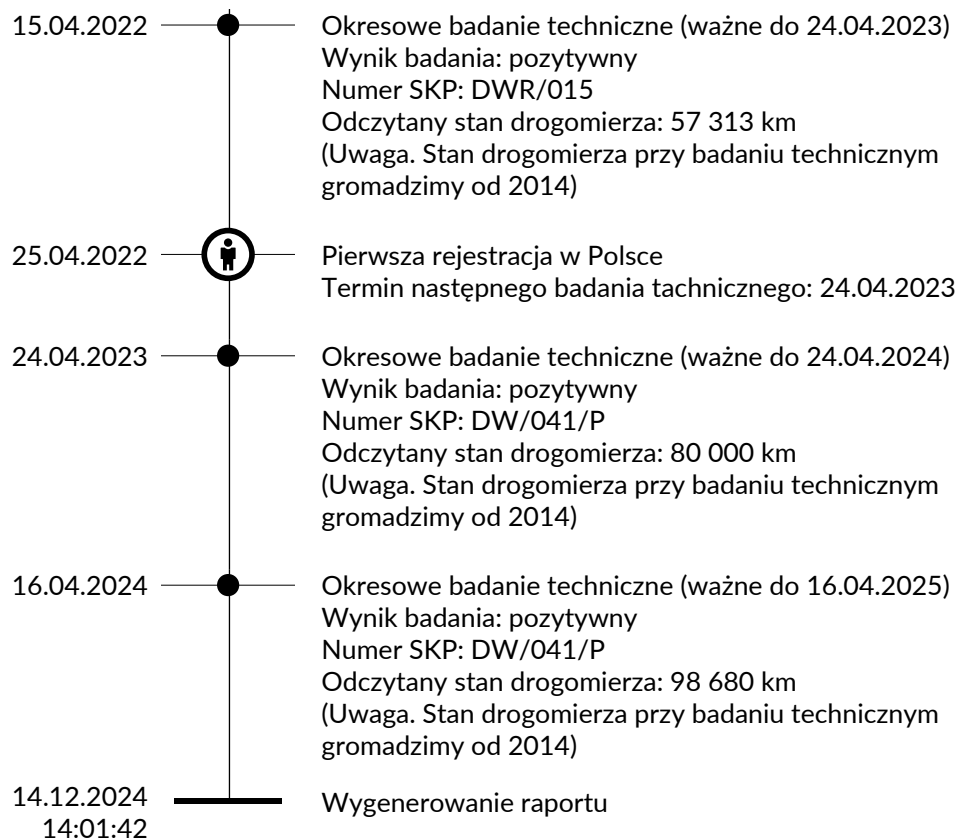 15.04.2022
Okresowe badanie techniczne (ważne do 24.04.2023)
Wynik badania: pozytywny
Numer SKP: DWR/015
Odczytany stan drogomierza: 57 313 km
(Uwaga. Stan drogomierza przy badaniu technicznym
gromadzimy od 2014)
25.04.2022
Pierwsza rejestracja w Polsce
Termin następnego badania tachnicznego: 24.04.2023
24.04.2023
Okresowe badanie techniczne (ważne do 24.04.2024)
Wynik badania: pozytywny
Numer SKP: DW/041/P
Odczytany stan drogomierza: 80 000 km
(Uwaga. Stan drogomierza przy badaniu technicznym
gromadzimy od 2014)
16.04.2024
Okresowe badanie techniczne (ważne do 16.04.2025)
Wynik badania: pozytywny
Numer SKP: DW/041/P
Odczytany stan drogomierza: 98 680 km
(Uwaga. Stan drogomierza przy badaniu technicznym
gromadzimy od 2014)
14.12.2024
14:01:42
Wygenerowanie raportu